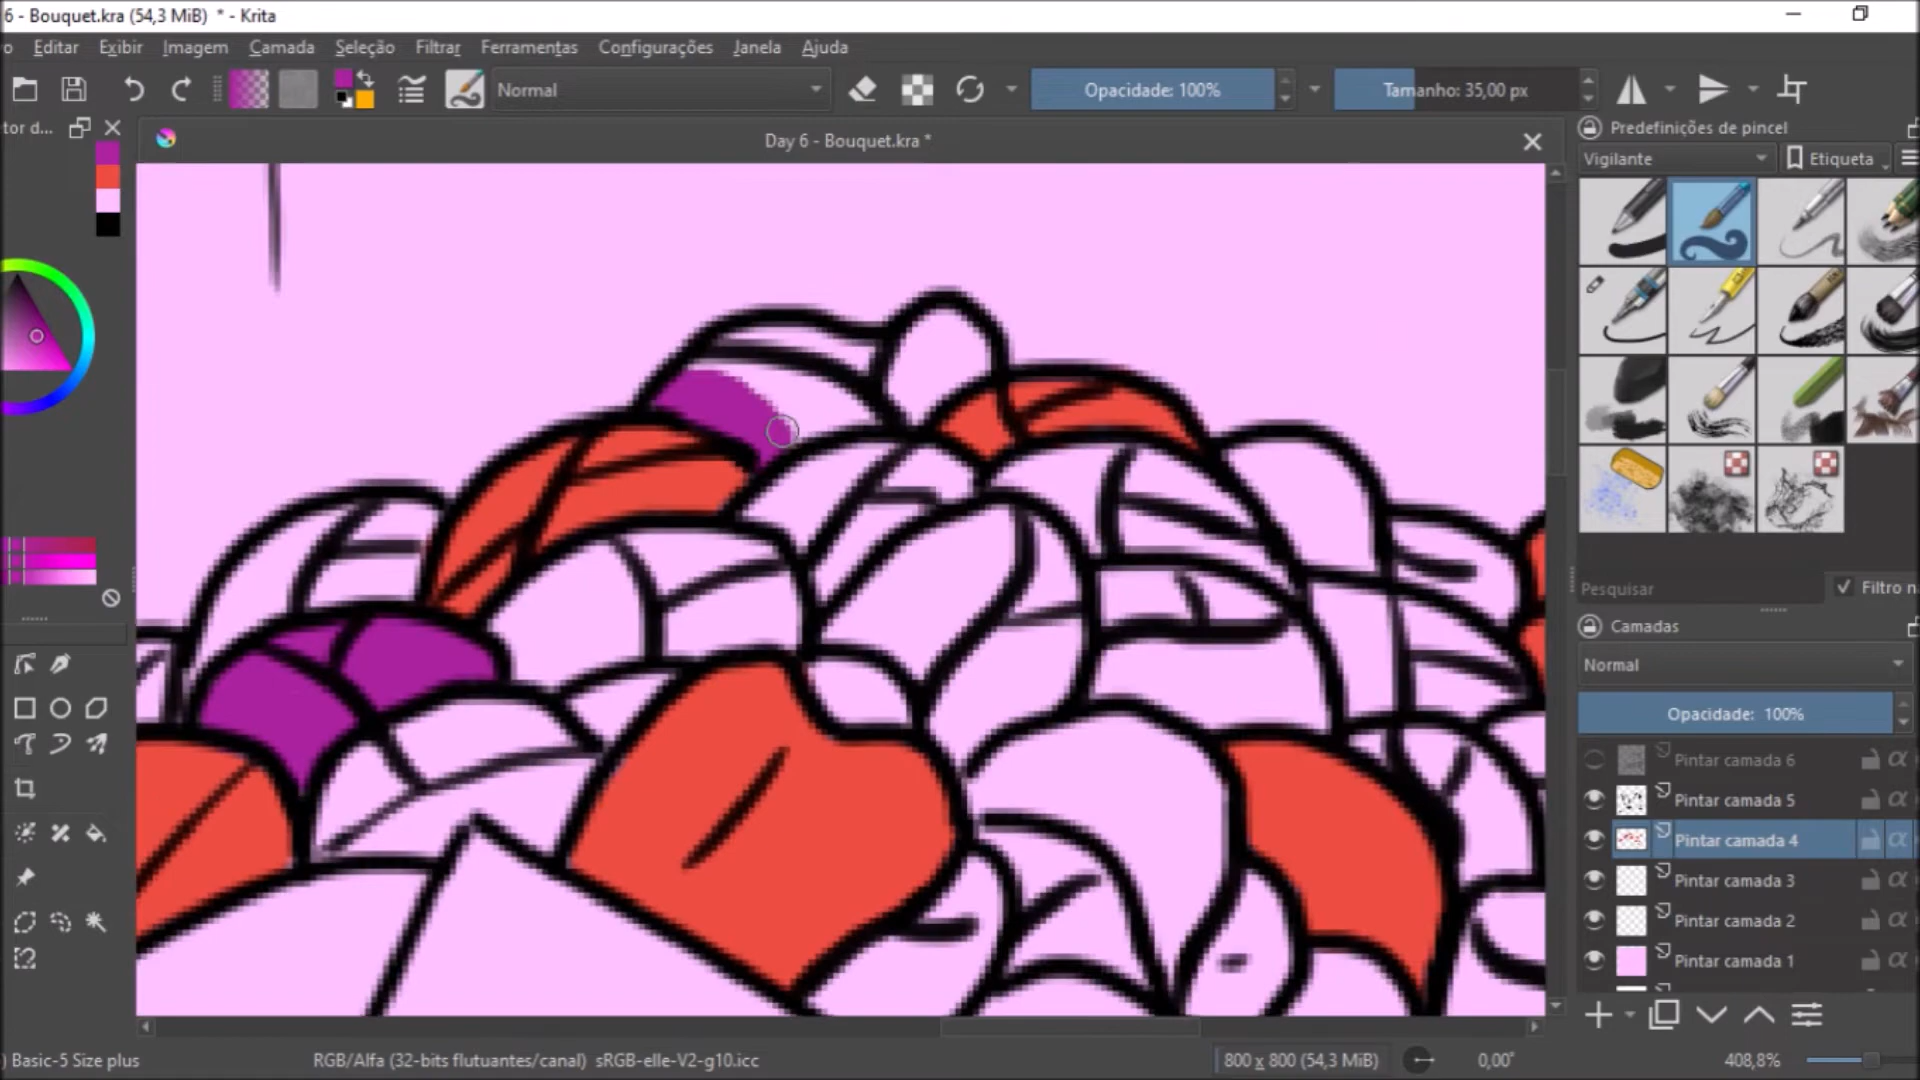 6 - Bouquet.kra (54,3 MiB) * - Krita
o Editar Exibir Imagem Camada Seleção Filtrar Ferramentas Configurações Janela Ajuda
Normal
Opacidade: 100%
Tamanho: 35,00 px
tor d...
Day 6 - Bouquet.kra *
Predefinições de pincel
Vigilante
Etiqueta
Pesquisar
Filtro n
Camadas
Normal
Opacidade: 100%
Pintar camada 6
Pintar camada 5
Pintar camada 4
Pintar camada 3
Pintar camada 2
Pintar camada 1
) Basic-5 Size plus
RGB/Alfa (32-bits flutuantes/canal) sRGB-elle-V2-g10.icc
800 x 800 (54,3 MiB)
0,00°
408,8%